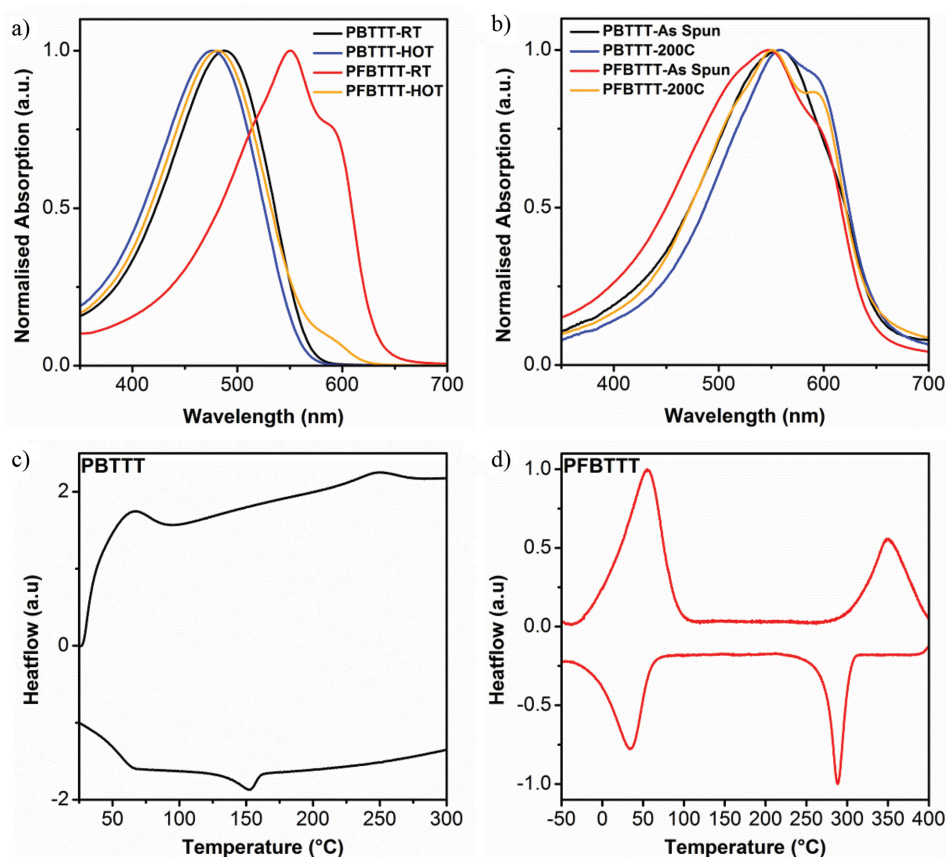 a)
PBTTT-RT
PBTTT-HOT
PFBTTT-RT
PFBTTT-HOT
1.0
0.5
0.0
Normalised Absorption (a.u.)
400 500 600 700
Wavelength (nm)
b)
PBTTT-As Spun
PBTTT-200C
PFBTTT-As Spun
PFBTTT-200C
1.0
0.5
0.0
Normalised Absorption (a.u.)
400 500 600 700
Wavelength (nm)
c)
PBTTT
2
0
-2
Heatflow (a.u)
50 100 150 200 250 300
Temperature (°C)
d)
PFBTTT
1.0
0.5
0.0
-0.5
-1.0
Heatflow (a.u)
-50 0 50 100 150 200 250 300 350 400
Temperature (°C)